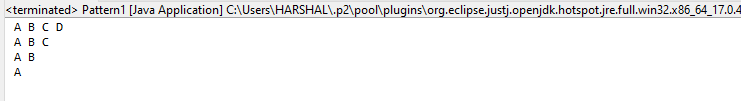 <terminated> Pattern1 [Java Application] C:\Users\HARSHAL\.p2\pool\plugins\org.eclipse.justj.openjdk.hotspot.jre.full.win32.x86_64_17.0.4
A B C D
A B C
A B
A